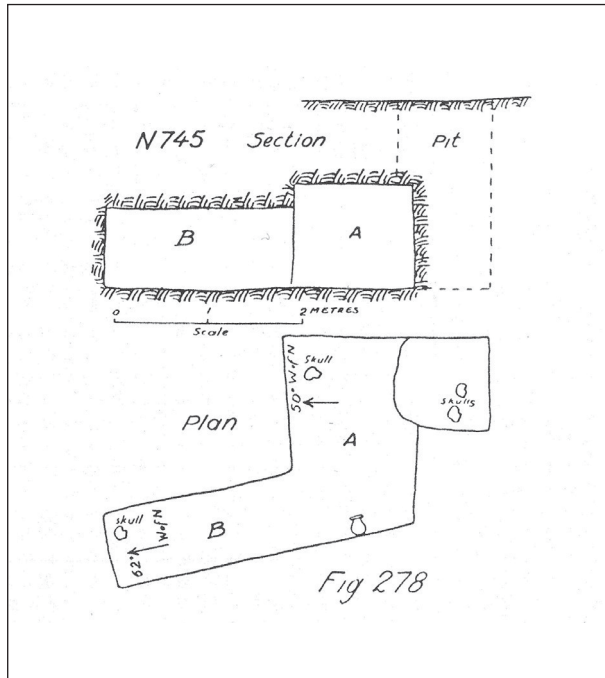 N745 Section Pit
B A
0 1 2 METRES
Scale
Skull
50° W of N
Skulls
Plan A
Skull
62° W of N
B
Fig 278